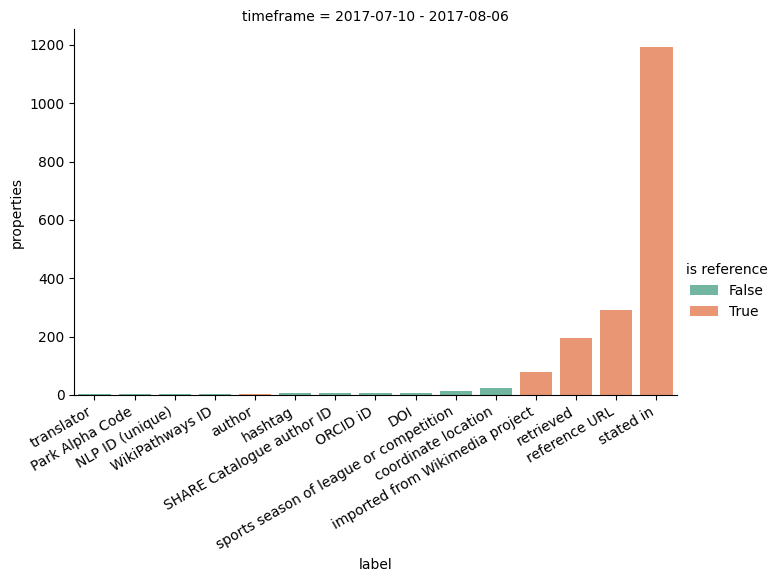 timeframe = 2017-07-10 - 2017-08-06
properties
1200
1000
800
600
400
200
0
translator
Park Alpha Code
NLP ID (unique)
WikiPathways ID
author
hashtag
SHARE Catalogue author ID
ORCID iD
DOI
sports season of league or competition
coordinate location
imported from Wikimedia project
retrieved
reference URL
stated in
label
is reference
False
True